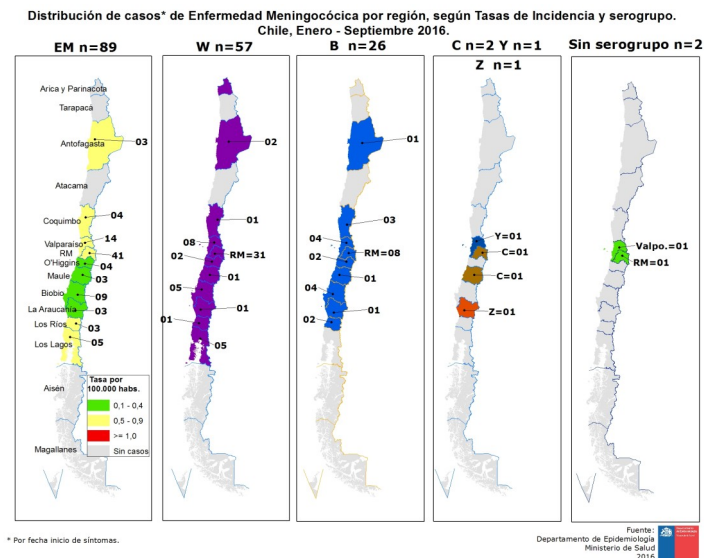 Distribución de casos* de Enfermedad Meningocócica por región, según Tasas de Incidencia y serogrupo.
Chile, Enero - Septiembre 2016.
EM n=89
Arica y Parinacota
Tarapacá
Antofagasta
03
Atacama
Coquimbo
04
Valparaíso
14
RM
41
O'Higgins
04
Maule
03
Biobío
09
La Araucanía
03
Los Ríos
03
Los Lagos
05
Aisén
Magallanes
Tasa por
100.000 habs.
0,1 - 0,4
0,5 - 0,9
>= 1,0
Sin casos
W n=57
02
01
08
RM=31
02
01
05
01
01
05
B n=26
01
03
04
RM=08
02
01
04
01
02
C n=2 Y n=1
Z n=1
Y=01
C=01
C=01
Z=01
Sin serogrupo n=2
Valpo.=01
RM=01
* Por fecha inicio de síntomas.
Fuente:
Departamento de Epidemiología
Ministerio de Salud
2016